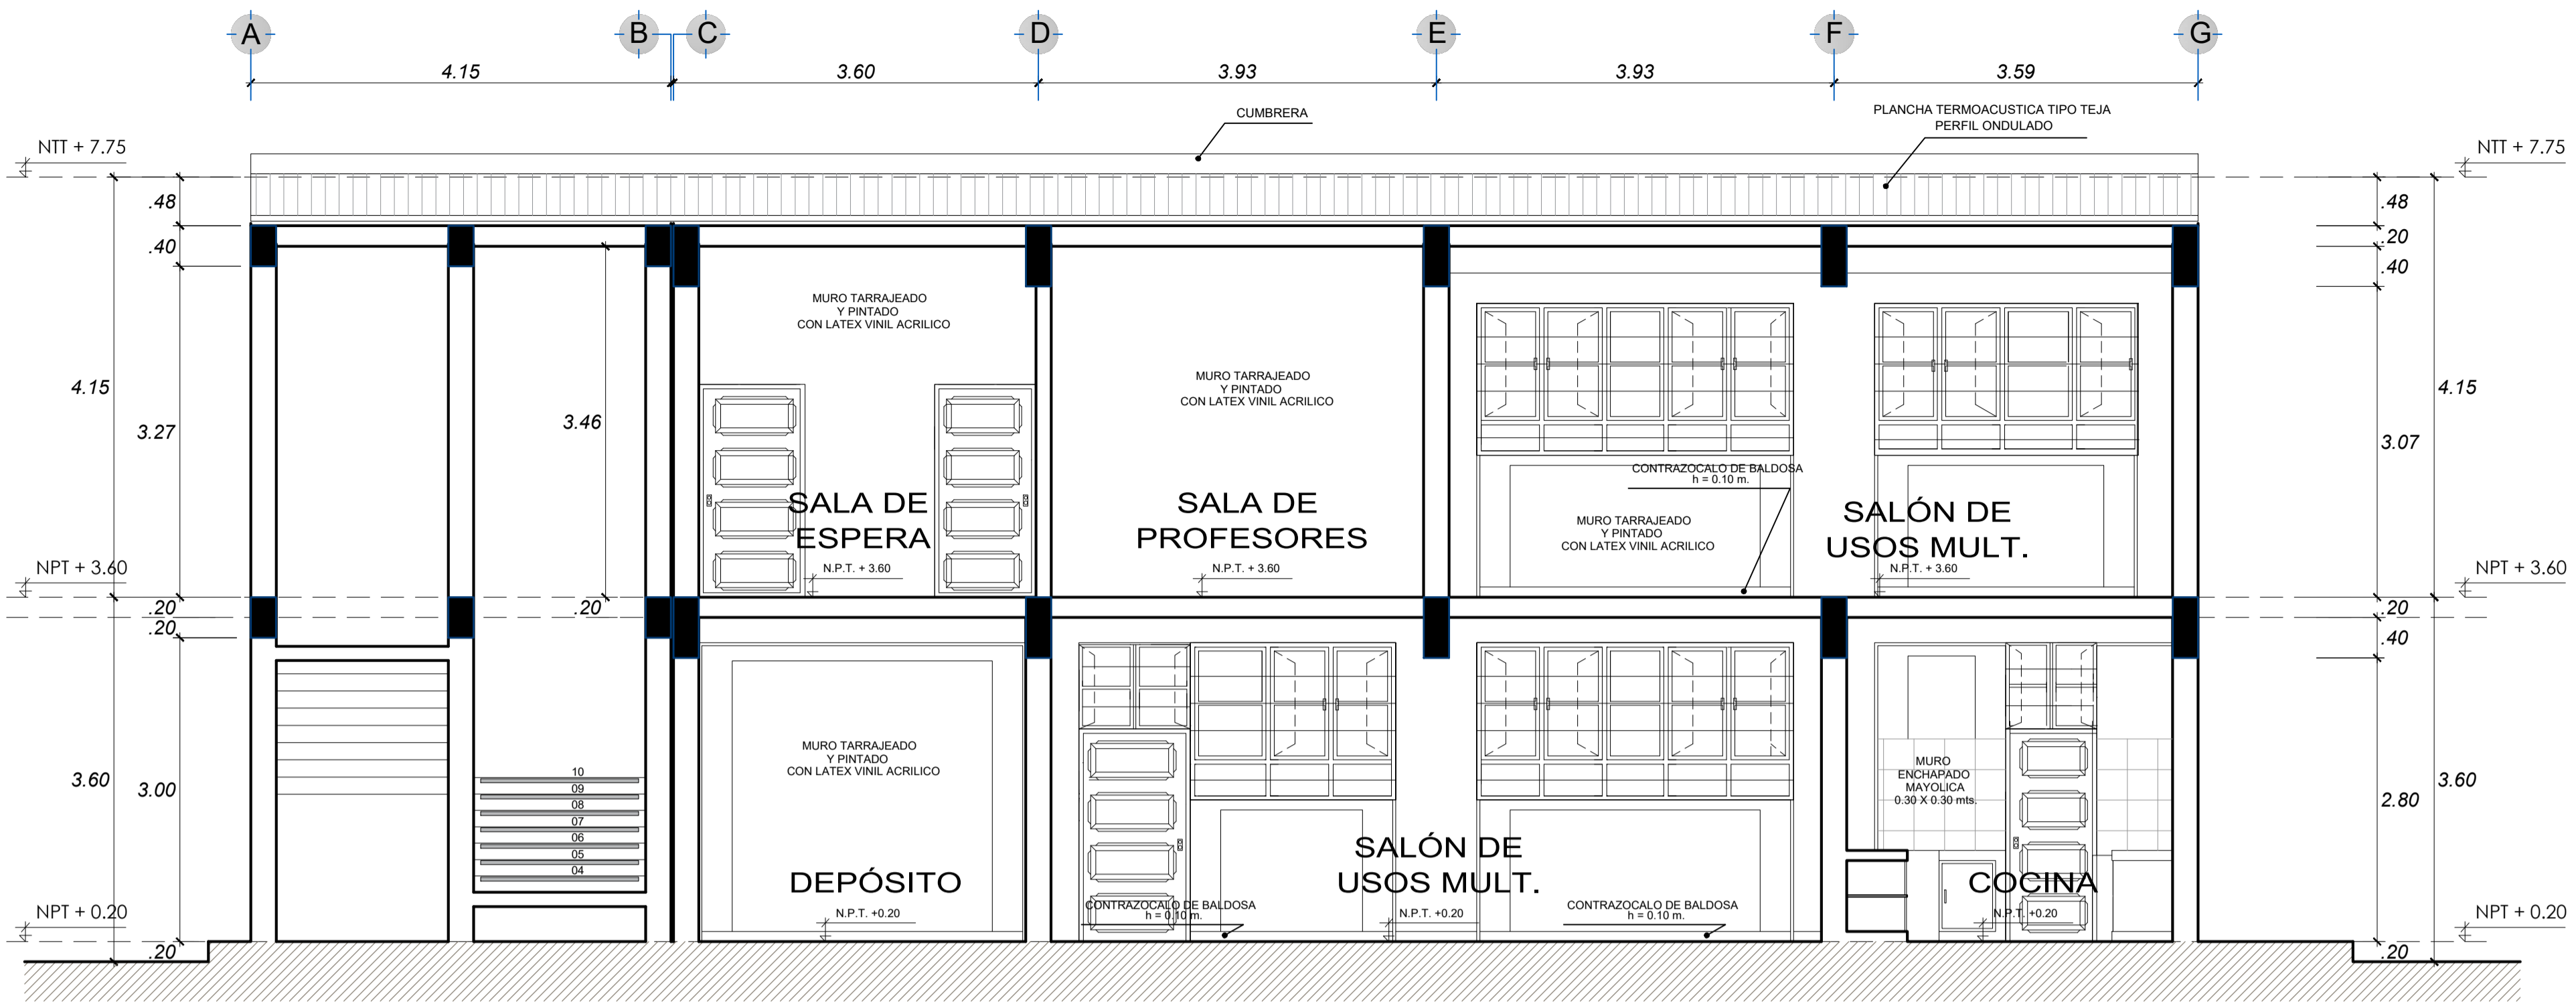 A B C D E F G
4.15 3.60 3.93 3.93 3.59
CUMBRERA
PLANCHA TERMOACUSTICA TIPO TEJA
PERFIL ONDULADO
NTT + 7.75
NTT + 7.75
.48
.40
4.15
3.27
3.46
.48
.20
.40
4.15
3.07
MURO TARRAJEADO
Y PINTADO
CON LATEX VINIL ACRILICO
MURO TARRAJEADO
Y PINTADO
CON LATEX VINIL ACRILICO
CONTRAZOCALO DE BALDOSA
h = 0.10 m.
MURO TARRAJEADO
Y PINTADO
CON LATEX VINIL ACRILICO
SALA DE
ESPERA
N.P.T. + 3.60
SALA DE
PROFESORES
N.P.T. + 3.60
SALÓN DE
USOS MULT.
N.P.T. + 3.60
NPT + 3.60
NPT + 3.60
.20
.20
.20
.20
.40
3.60
3.00
2.80
3.60
10
09
08
07
06
05
04
MURO TARRAJEADO
Y PINTADO
CON LATEX VINIL ACRILICO
DEPÓSITO
N.P.T. +0.20
CONTRAZOCALO DE BALDOSA
h = 0.10 m.
SALÓN DE
USOS MULT.
N.P.T. +0.20
CONTRAZOCALO DE BALDOSA
h = 0.10 m.
MURO
ENCHAPADO
MAYOLICA
0.30 X 0.30 mts.
COCINA
N.P.T. +0.20
NPT + 0.20
NPT + 0.20
.20
.20